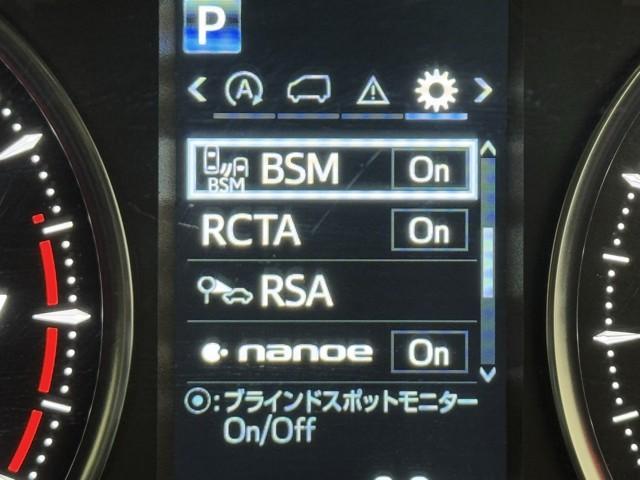 P
A
BSM BSM On
RCTA On
RSA
nanoe On
⦿:ブラインドスポットモニター
On/Off